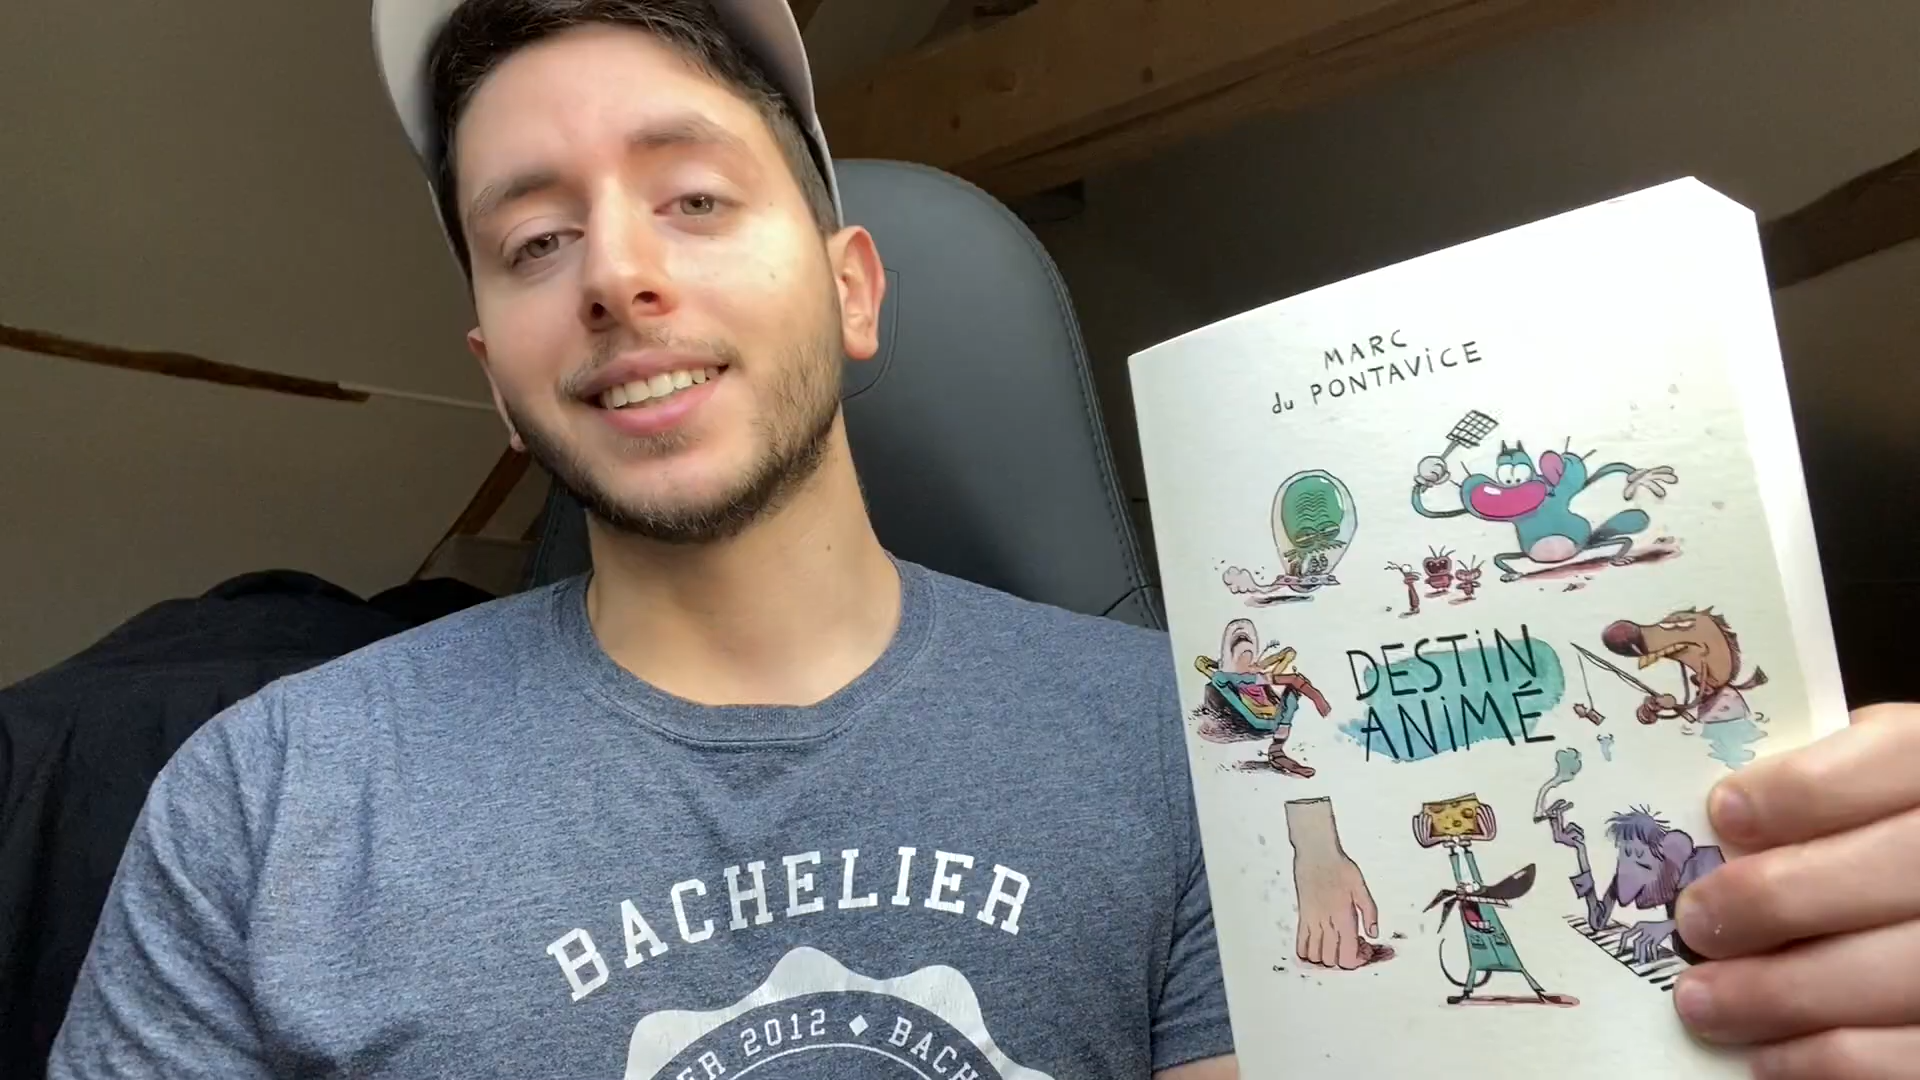 MARC
du PONTAViCE
DESTiN
ANiMÉ
BACHELIER
ER 2012 ◆ BACH